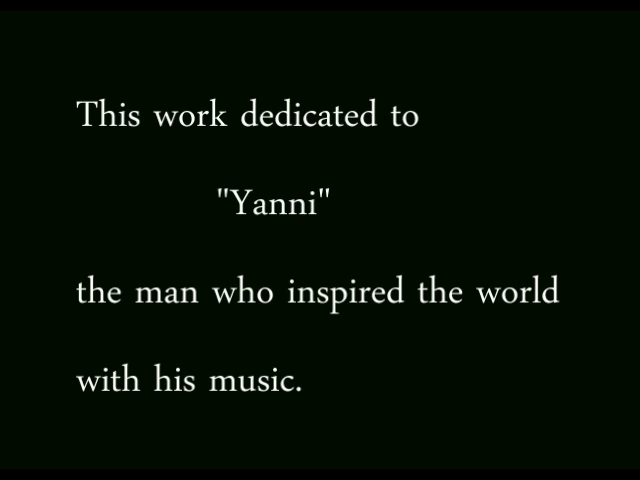 This work dedicated to
"Yanni"
the man who inspired the world
with his music.